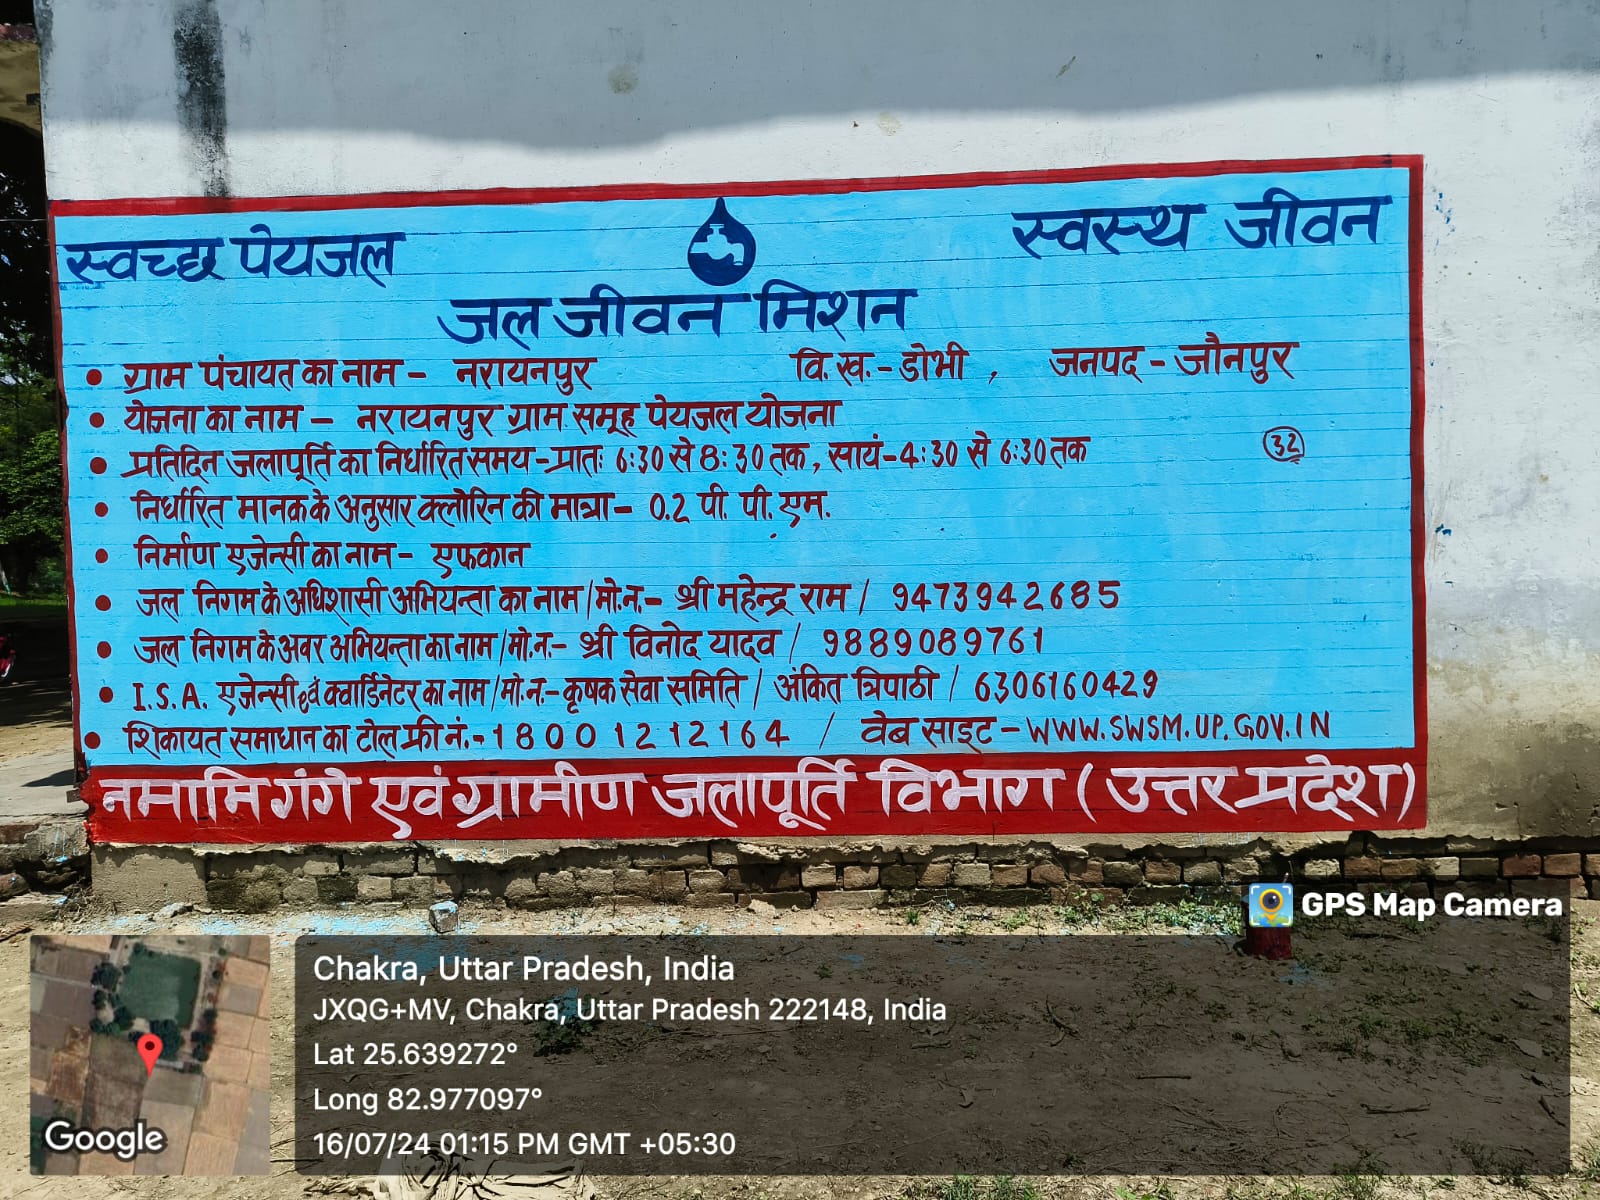 स्वच्छ पेयजल
स्वस्थ जीवन
जल जीवन मिशन
• ग्राम पंचायत का नाम - नरायनपुर वि.ख.-डोभी , जनपद - जौनपुर
• योजना का नाम - नरायनपुर ग्राम समूह पेयजल योजना
• प्रतिदिन जलापूर्ति का निर्धारित समय-प्रातः 6:30 से 8:30 तक, सायं-4:30 से 6:30 तक
32
• निर्धारित मानक के अनुसार क्लोरिन की मात्रा- 0.2 पी. पी. एम.
• निर्माण एजेन्सी का नाम- एफकान
• जल निगम के अधिशासी अभियन्ता का नाम/मो.न.- श्री महेन्द्र राम / 9473942685
• जल निगम के अवर अभियन्ता का नाम/मो.न.- श्री विनोद यादव / 9889089761
• I.S.A. एजेन्सी एवं क्वार्डिनेटर का नाम/मो.न.-कृषक सेवा समिति / अंकित त्रिपाठी / 6306160429
• शिकायत समाधान का टोल फ्री नं.-18001212164 / वेब साइट-WWW.SWSM.UP.GOV.IN
नमामि गंगे एवं ग्रामीण जलापूर्ति विभाग (उत्तर प्रदेश)
GPS Map Camera
Chakra, Uttar Pradesh, India
JXQG+MV, Chakra, Uttar Pradesh 222148, India
Lat 25.639272°
Long 82.977097°
16/07/24 01:15 PM GMT +05:30
Google